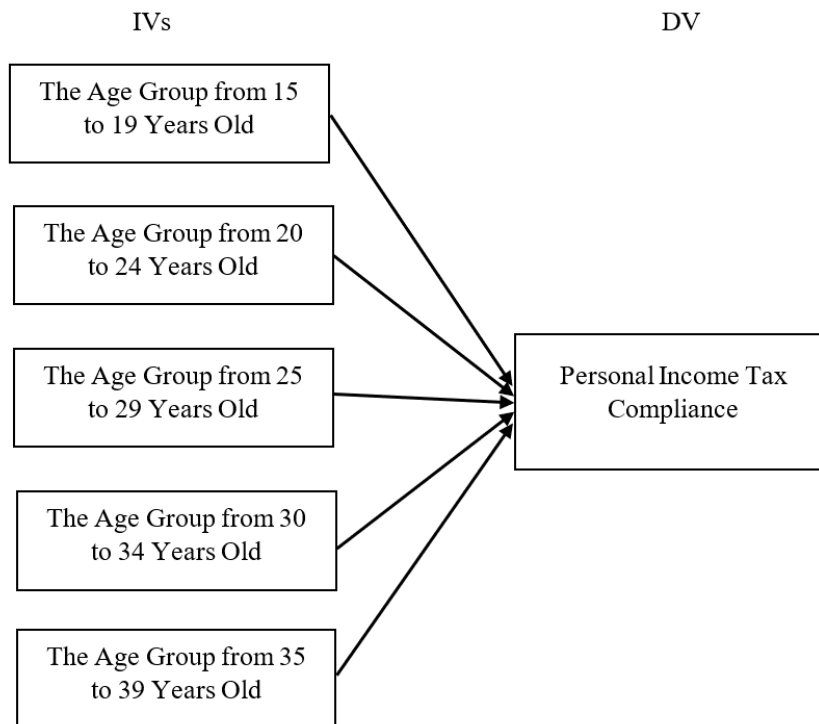 IVs
DV
The Age Group from 15
to 19 Years Old
The Age Group from 20
to 24 Years Old
The Age Group from 25
to 29 Years Old
Personal Income Tax
Compliance
The Age Group from 30
to 34 Years Old
The Age Group from 35
to 39 Years Old